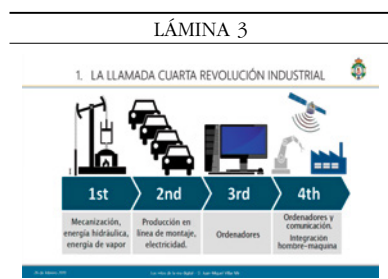 LÁMINA 3
1. LA LLAMADA CUARTA REVOLUCIÓN INDUSTRIAL
1st
2nd
3rd
4th
Mecanización,
energía hidráulica,
energía de vapor
Producción en
línea de montaje,
electricidad.
Ordenadores
Ordenadores y
comunicación.
Integración
hombre-maquina